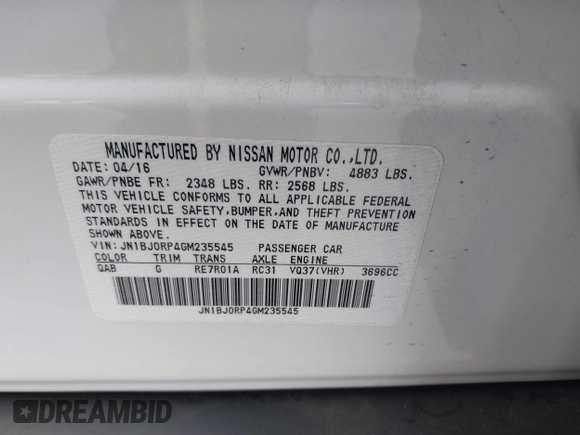 MANUFACTURED BY NISSAN MOTOR CO.,LTD.
DATE: 04/16 GVWR/PNBV: 4883 LBS.
GAWR/PNBE FR: 2348 LBS. RR: 2568 LBS.
THIS VEHICLE CONFORMS TO ALL APPLICABLE FEDERAL
MOTOR VEHICLE SAFETY,BUMPER,AND THEFT PREVENTION
STANDARDS IN EFFECT ON THE DATE OF MANUFACTURE
SHOWN ABOVE.
VIN: JN1BJ0RP4GM235545 PASSENGER CAR
COLOR TRIM TRANS AXLE ENGINE
QAB G RE7R01A RC31 VQ37(VHR) 3696CC
JN1BJ0RP4GM235545
DREAMBID